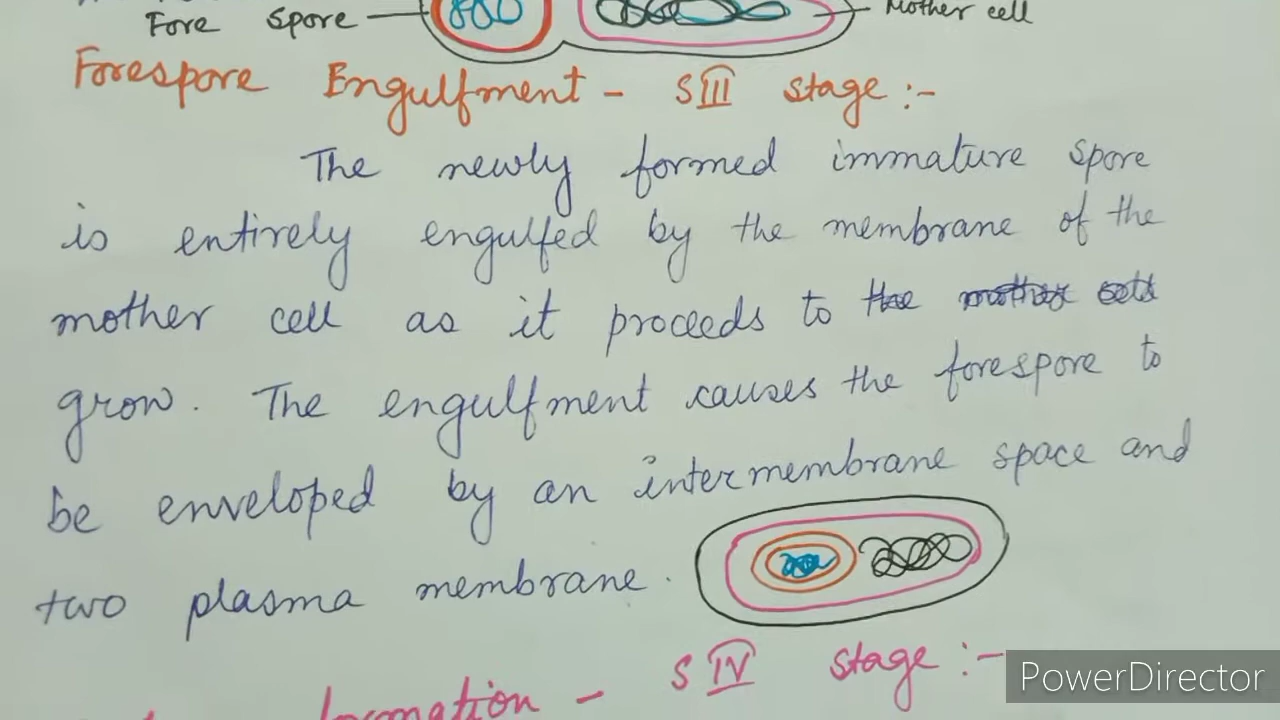 Fore Spore
Mother cell
Forespore Engulfment - SIII stage :-
The newly formed immature spore
is entirely engulfed by the membrane of the
mother cell as it proceeds to the mother cell
grow. The engulfment causes the forespore to
be enveloped by an intermembrane space and
two plasma membrane.
SIV stage :-
formation -
PowerDirector